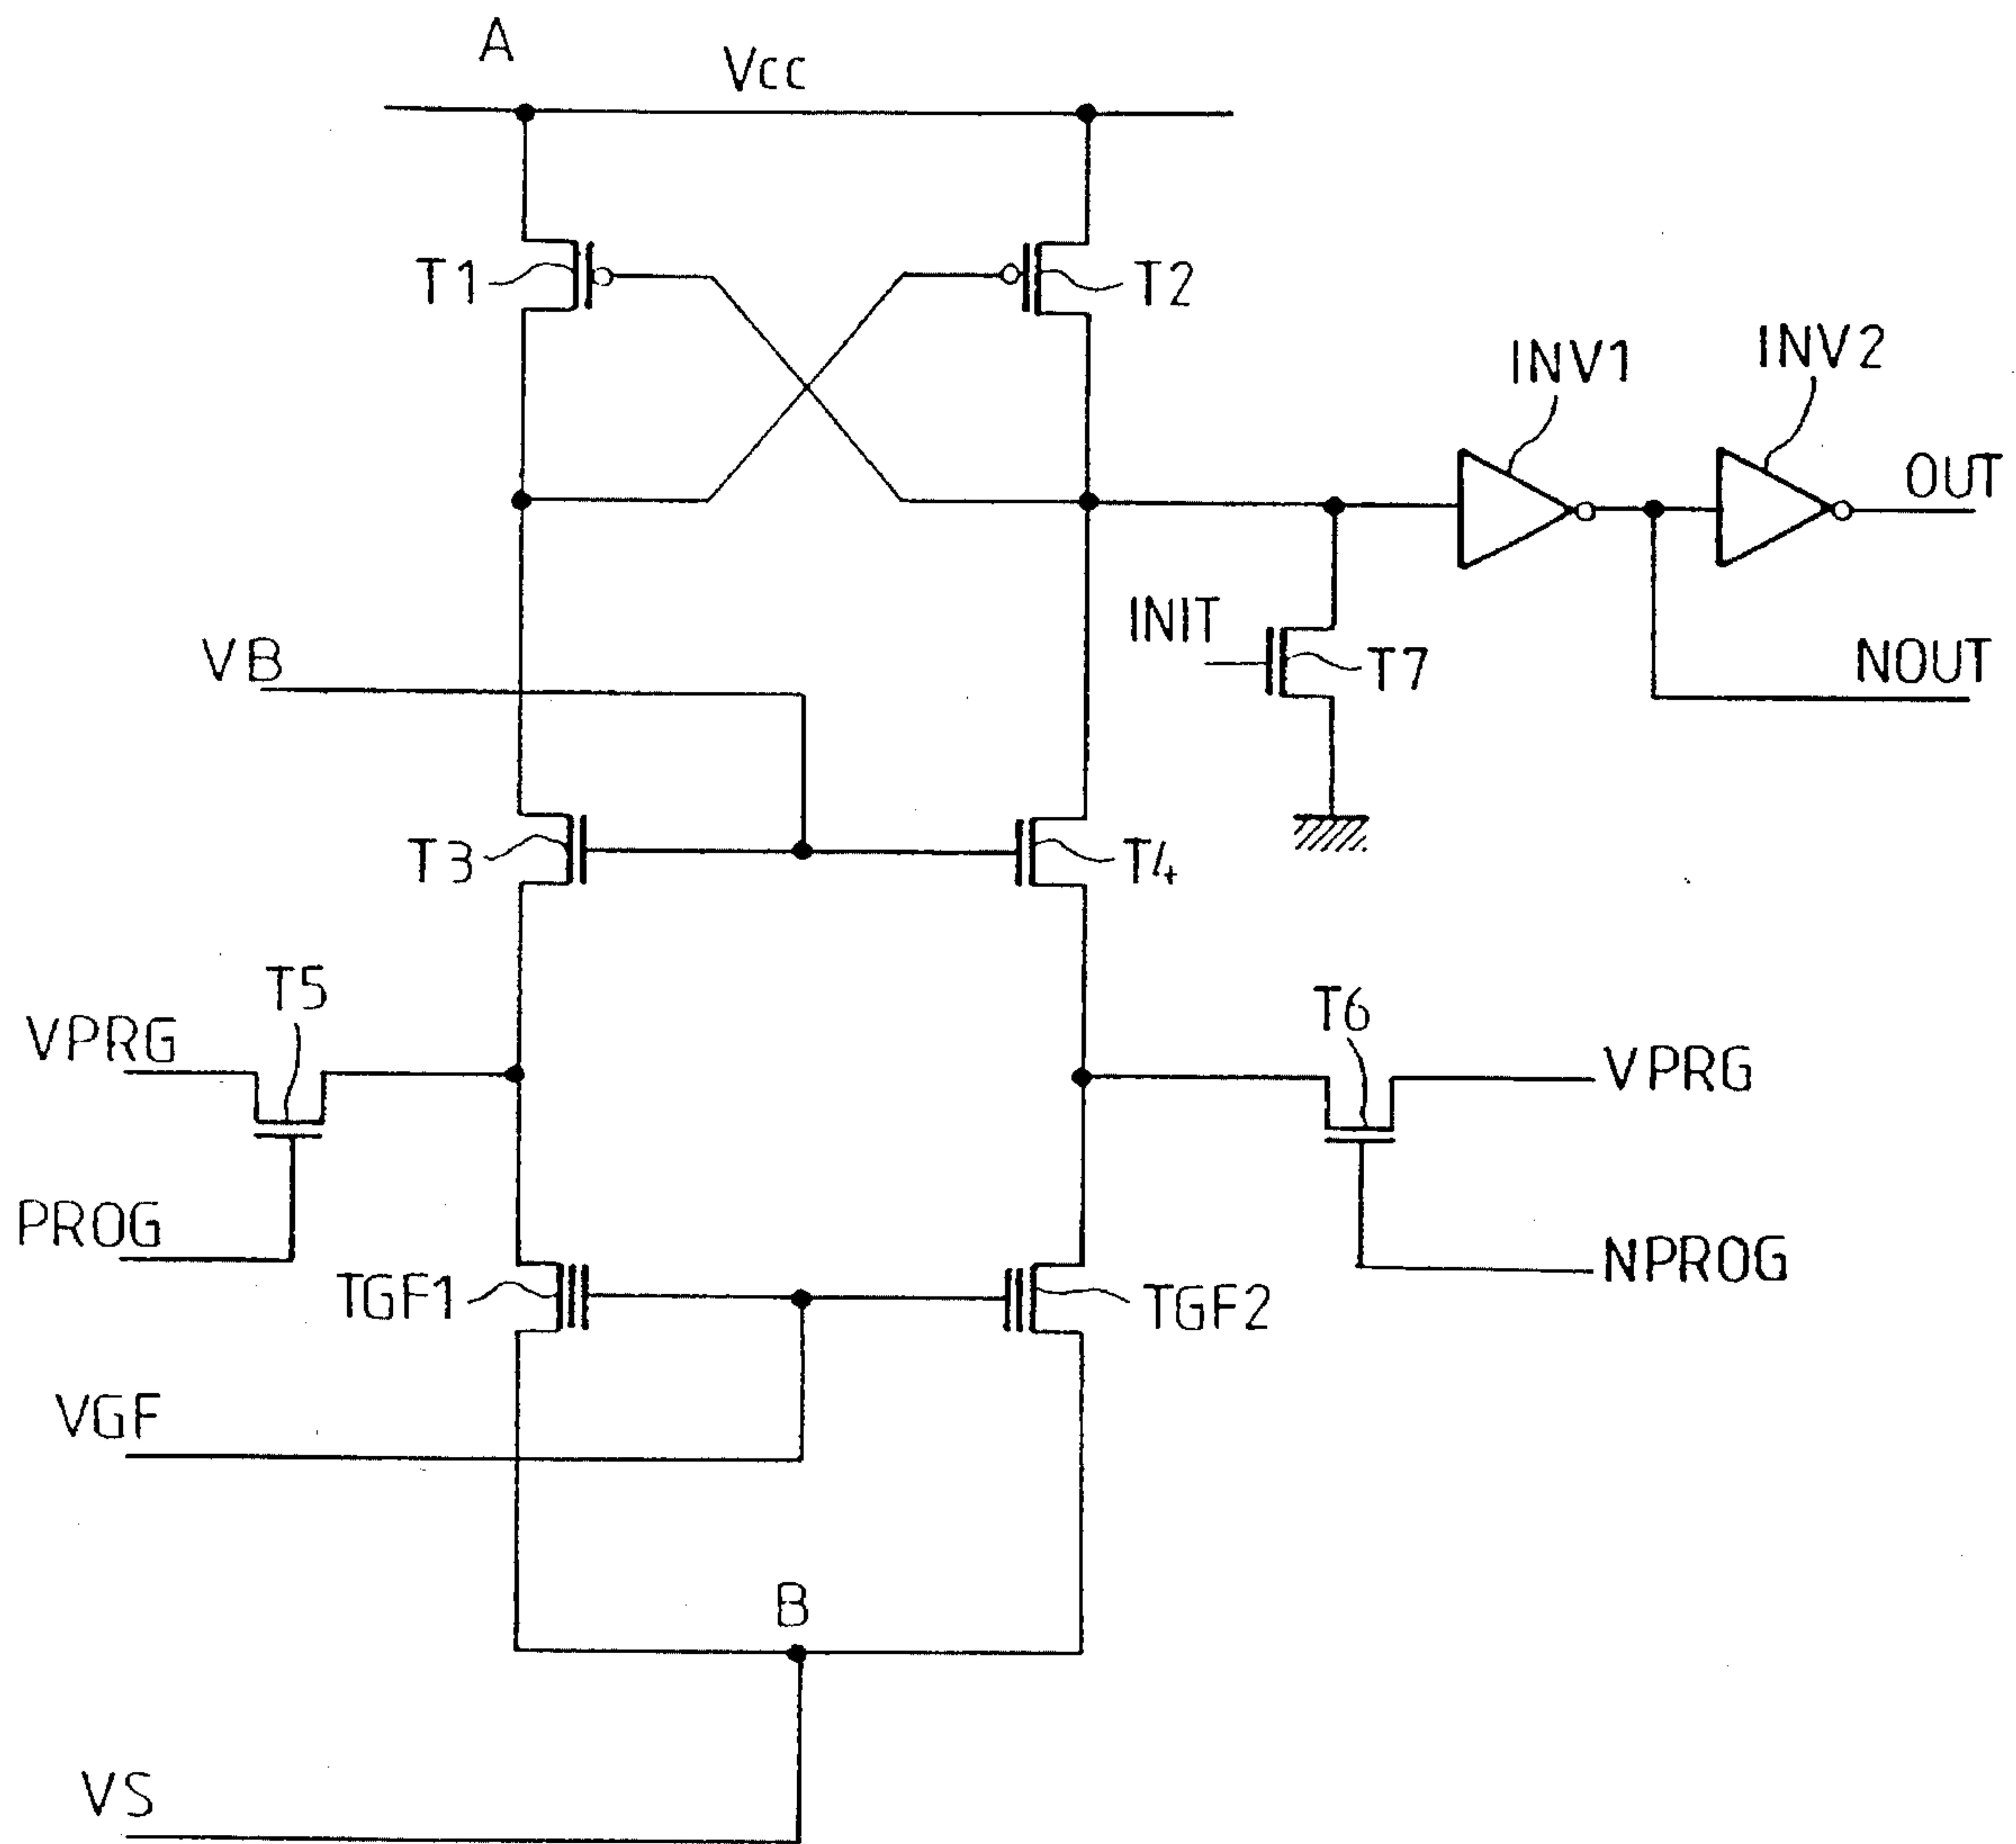 A
Vcc
T1
T2
INV1
INV2
OUT
INIT
T7
NOUT
VB
T3
T4
T5
VPRG
T6
VPRG
PROG
NPROG
TGF1
TGF2
VGF
B
VS